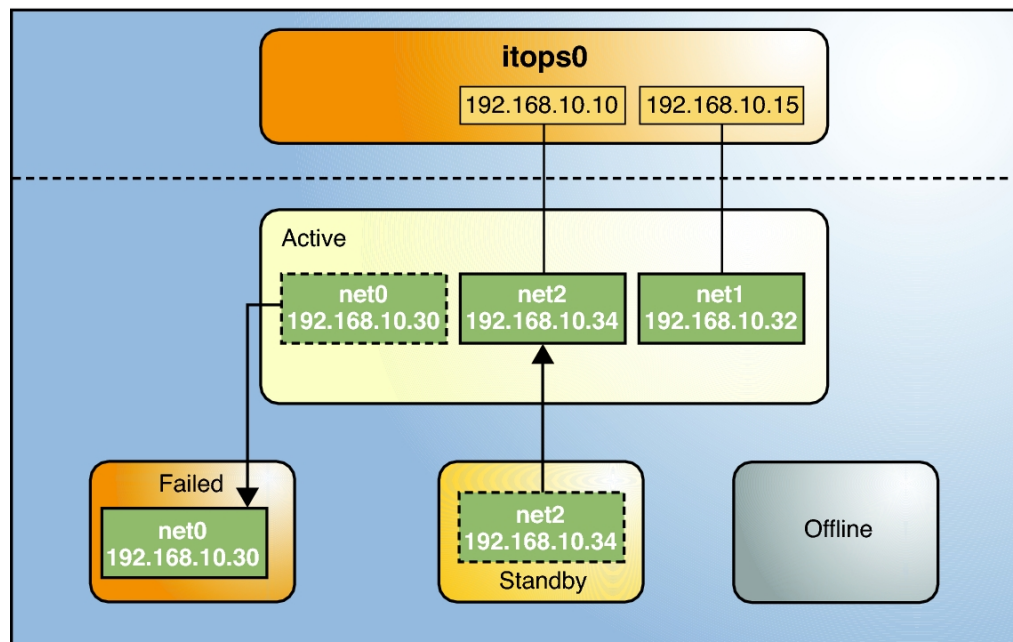 itops0
192.168.10.10
192.168.10.15
Active
net0
192.168.10.30
net2
192.168.10.34
net1
192.168.10.32
Failed
net0
192.168.10.30
net2
192.168.10.34
Standby
Offline